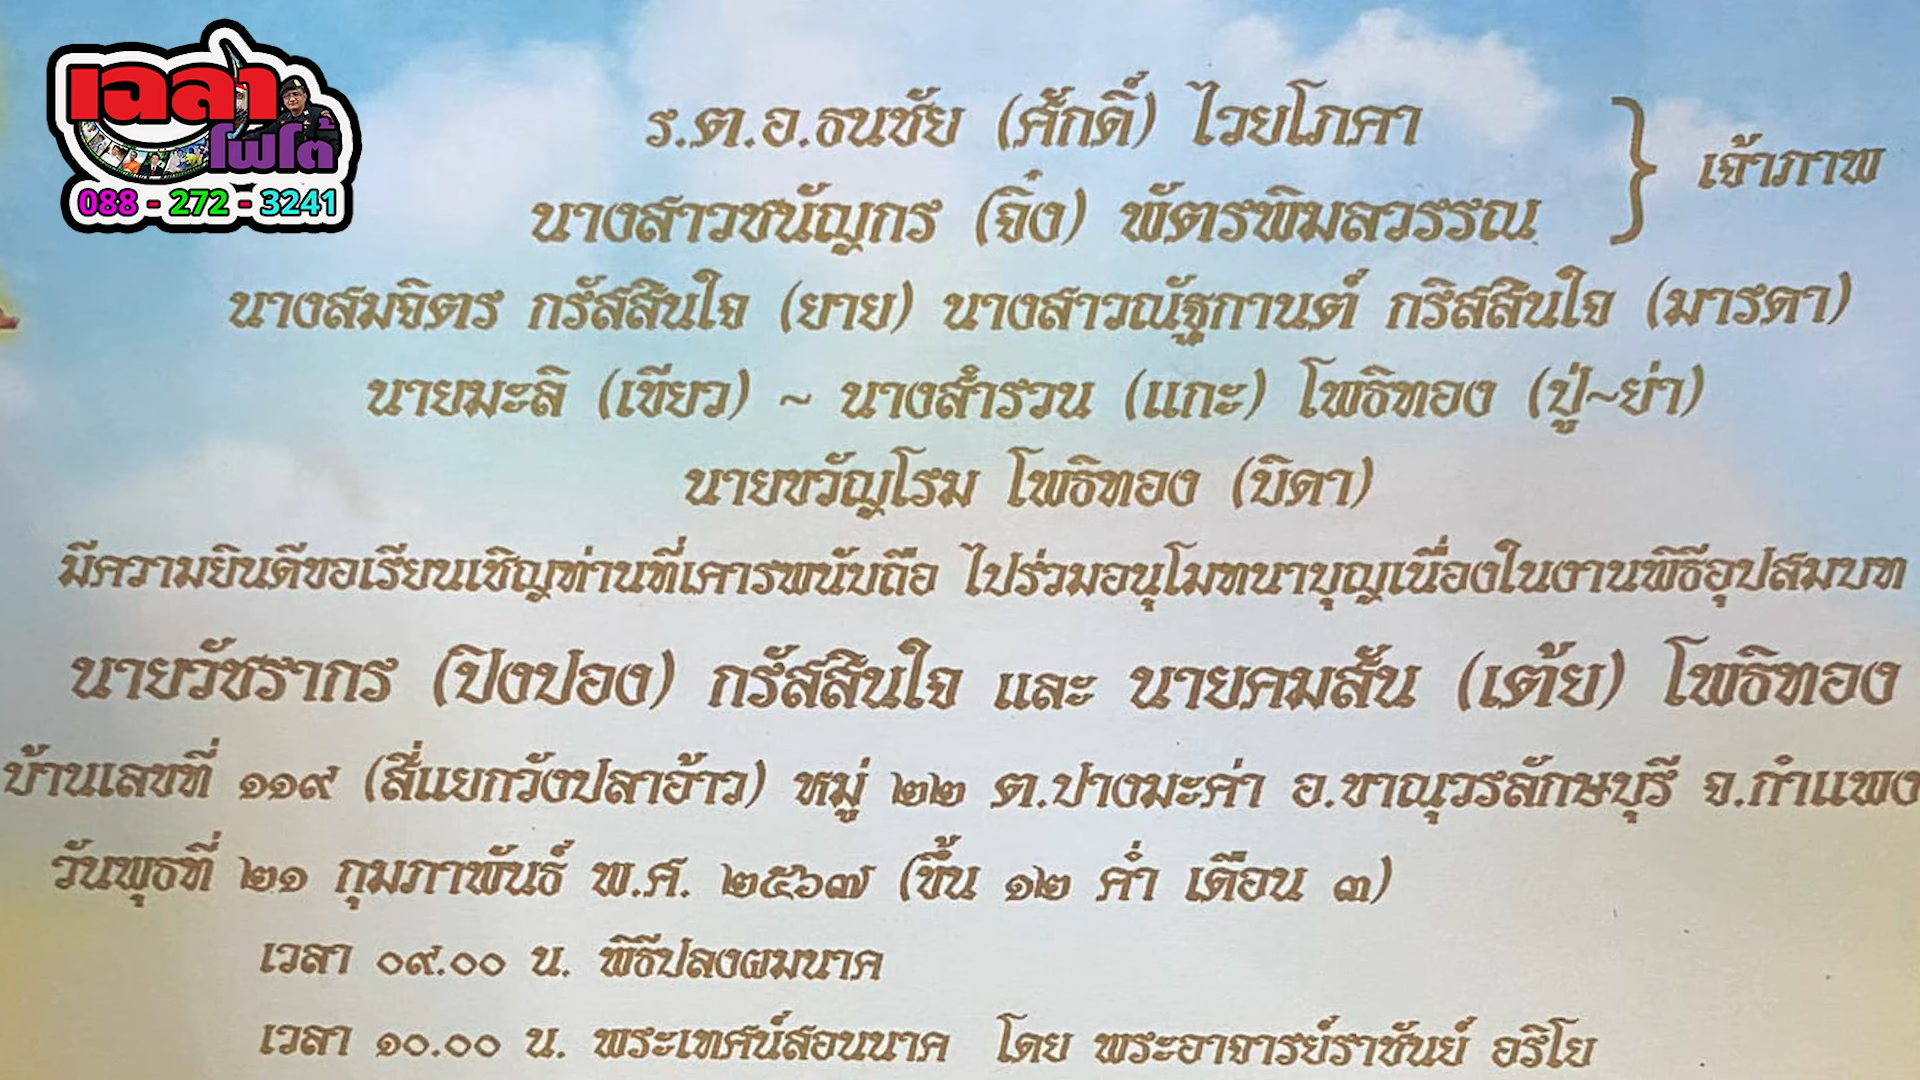 เฉลา
โฟโต้
088 - 272 - 3241
ร.ต.อ.ธนชัย (ศักดิ์) ไวยโภคา
นางสาวชนัญกร (จิ๋ง) พัตรพิมลวรรณ
เจ้าภาพ
นางสมจิตร กรัสสินใจ (ยาย) นางสาวณัฐกานต์ กริสสินใจ (มารดา)
นายมะลิ (เขียว) ~ นางสำรวน (แกะ) โพธิทอง (ปู่~ย่า)
นายขวัญโรม โพธิทอง (บิดา)
มีความยินดีขอเรียนเชิญท่านที่เคารพนับถือ ไปร่วมอนุโมทนาบุญเนื่องในงานพิธีอุปสมบท
นายวัชรากร (ปิงปอง) กรัสสินใจ และ นายคมสัน (เต้ย) โพธิทอง
บ้านเลขที่ ๑๑๙ (สี่แยกวังปลาอ้าว) หมู่ ๒๒ ต.ปางมะค่า อ.ขาณุวรลักษบุรี จ.กำแพง
วันพุธที่ ๒๑ กุมภาพันธ์ พ.ศ. ๒๕๖๗ (ขึ้น ๑๒ ค่ำ เดือน ๓)
เวลา ๐๙.๐๐ น. พิธีปลงผมนาค
เวลา ๑๐.๐๐ น. พระเทศน์สอนนาค โดย พระอาจารย์ราชันย์ อริโย